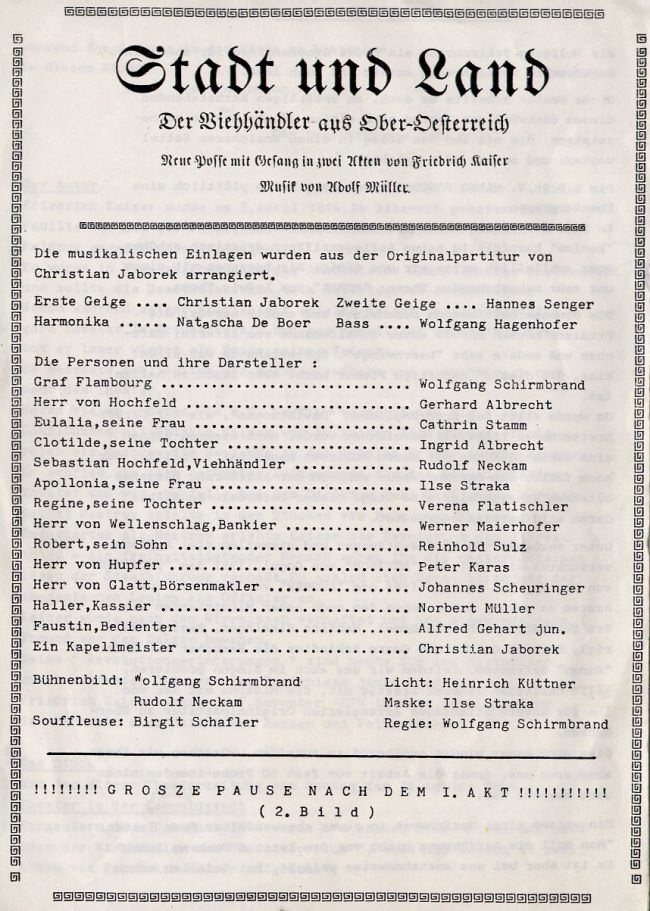 Stadt und Land
Der Viehhändler aus Ober-Oesterreich
Neue Posse mit Gesang in zwei Akten von Friedrich Kaiser
Musik von Adolf Müller.
Die musikalischen Einlagen wurden aus der Originalpartitur von
Christian Jaborek arrangiert.
Erste Geige .... Christian Jaborek Zweite Geige .... Hannes Senger
Harmonika ...... Natascha De Boer Bass .... Wolfgang Hagenhofer
Die Personen und ihre Darsteller :
Graf Flambourg ............................ Wolfgang Schirmbrand
Herr von Hochfeld .......................... Gerhard Albrecht
Eulalia,seine Frau ......................... Cathrin Stamm
Clotilde,seine Tochter ..................... Ingrid Albrecht
Sebastian Hochfeld,Viehhändler ............. Rudolf Neckam
Apollonia,seine Frau ....................... Ilse Straka
Regine,seine Tochter ....................... Verena Flatischler
Herr von Wellenschlag,Bankier .............. Werner Maierhofer
Robert,sein Sohn ........................... Reinhold Sulz
Herr von Hupfer ............................ Peter Karas
Herr von Glatt,Börsenmakler ................ Johannes Scheuringer
Haller,Kassier ............................. Norbert Müller
Faustin,Bedienter .......................... Alfred Gehart jun.
Ein Kapellmeister .......................... Christian Jaborek
Bühnenbild: Wolfgang Schirmbrand Licht: Heinrich Küttner
Rudolf Neckam Maske: Ilse Straka
Souffleuse: Birgit Schafler Regie: Wolfgang Schirmbrand
!!!!!!!! G R O S Z E  P A U S E  N A C H  D E M  I. A K T !!!!!!!!!!!
( 2. B i l d )